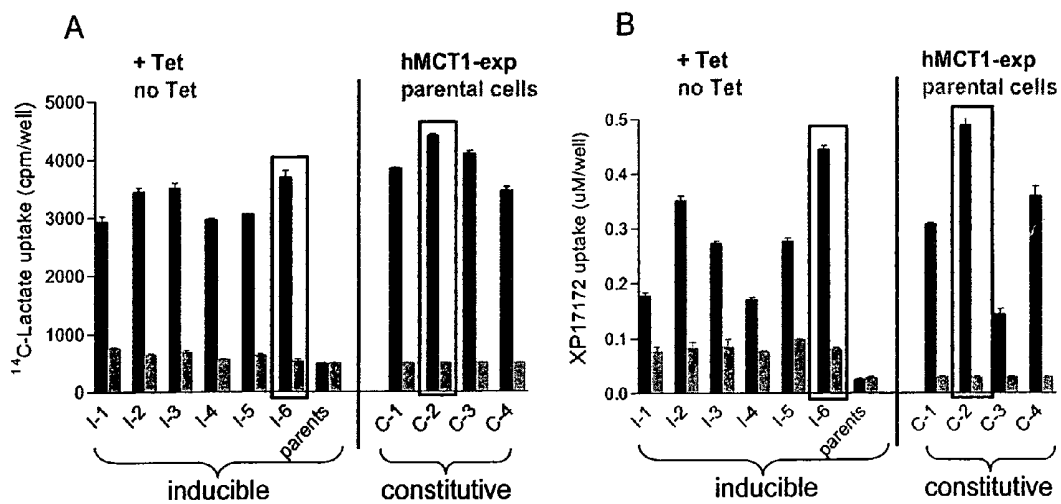 A
+ Tet
no Tet
hMCT1-exp
parental cells
5000
4000
3000
2000
1000
0
14C-Lactate uptake (cpm/well)
I-1
I-2
I-3
I-4
I-5
I-6
parents
C-1
C-2
C-3
C-4
inducible
constitutive
B
+ Tet
no Tet
hMCT1-exp
parental cells
0.5
0.4
0.3
0.2
0.1
0.0
XP17172 uptake (uM/well)
I-1
I-2
I-3
I-4
I-5
I-6
parents
C-1
C-2
C-3
C-4
inducible
constitutive